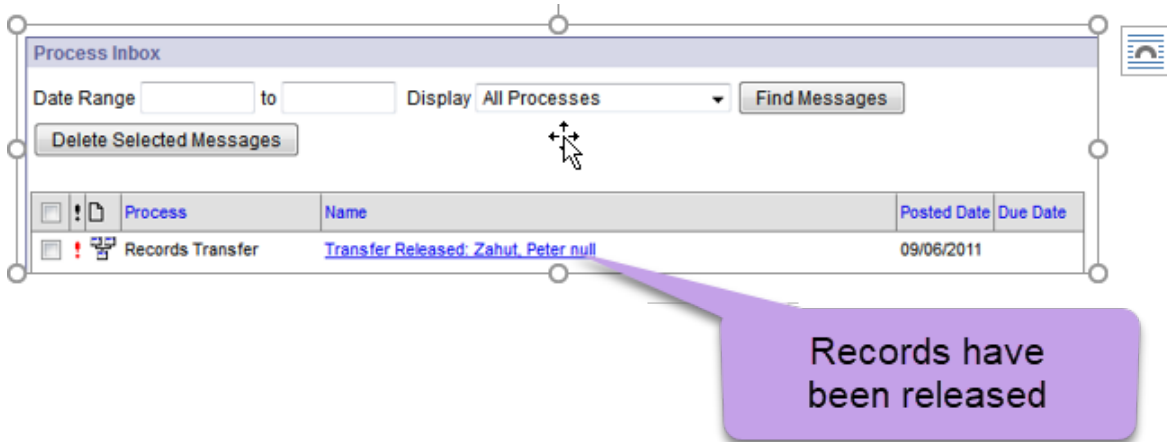 Process Inbox
Date Range to Display All Processes Find Messages
Delete Selected Messages
! Process Name Posted Date Due Date
! Records Transfer Transfer Released: Zahut, Peter null 09/06/2011
Records have
been released